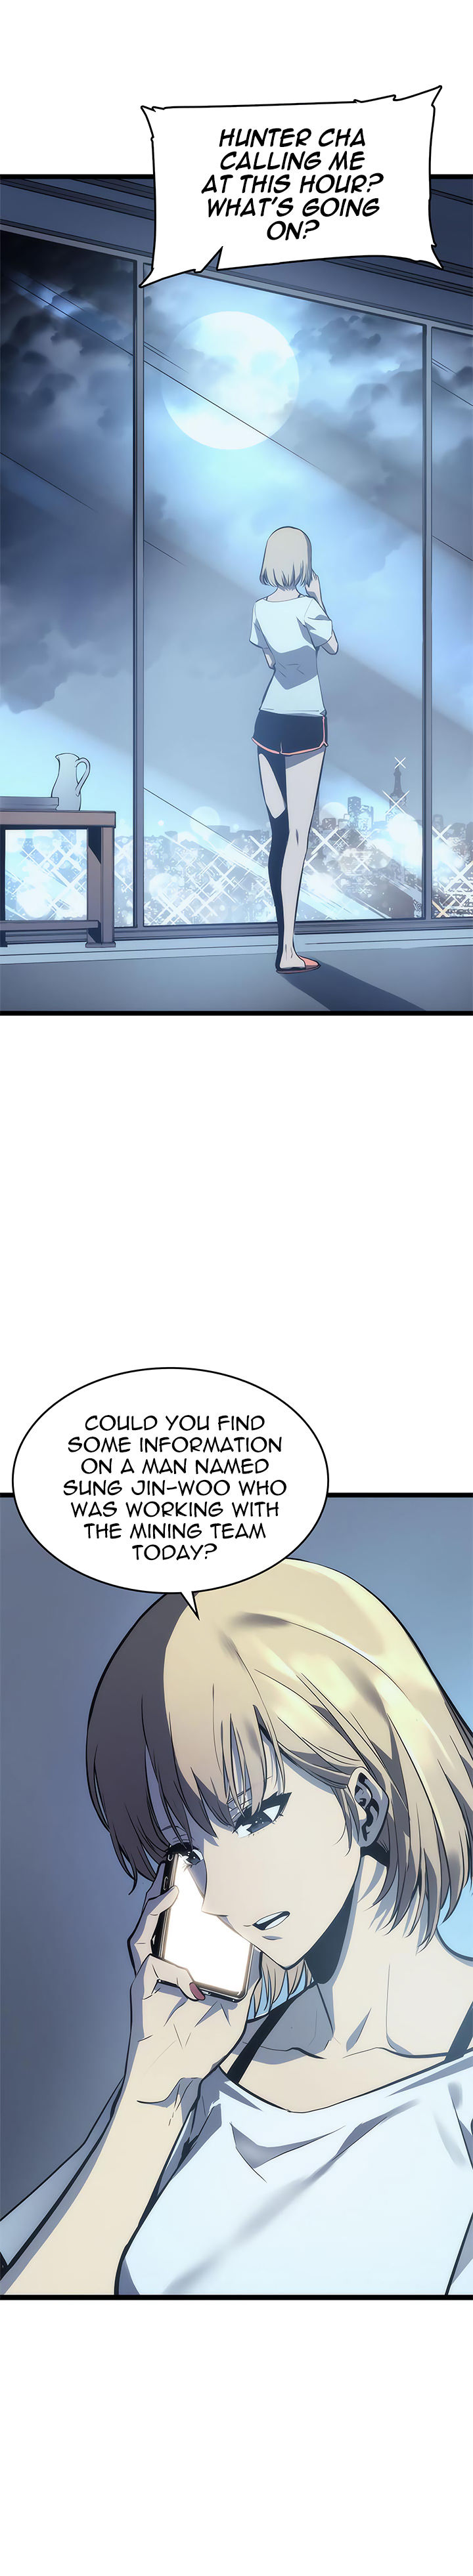 HUNTER CHA
CALLING ME
AT THIS HOUR?
WHAT'S GOING
ON?
COULD YOU FIND
SOME INFORMATION
ON A MAN NAMED
SUNG JIN-WOO WHO
WAS WORKING WITH
THE MINING TEAM
TODAY?